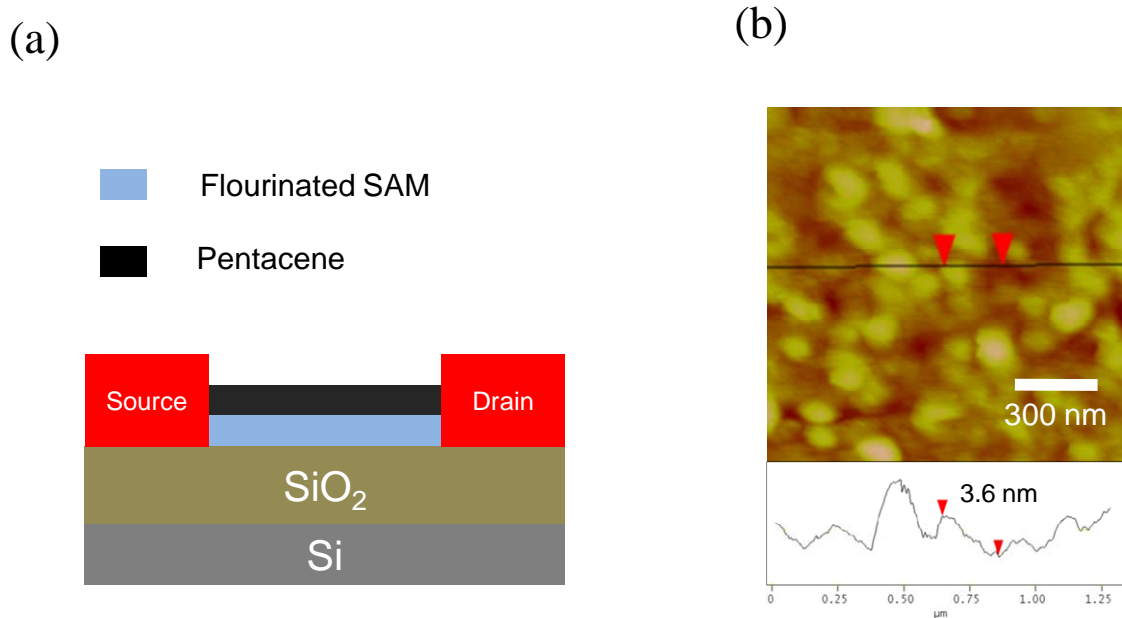 (a)
Flourinated SAM
Pentacene
Source
Drain
SiO₂
Si
(b)
300 nm
3.6 nm
0 0.25 0.50 0.75 1.00 1.25
µm